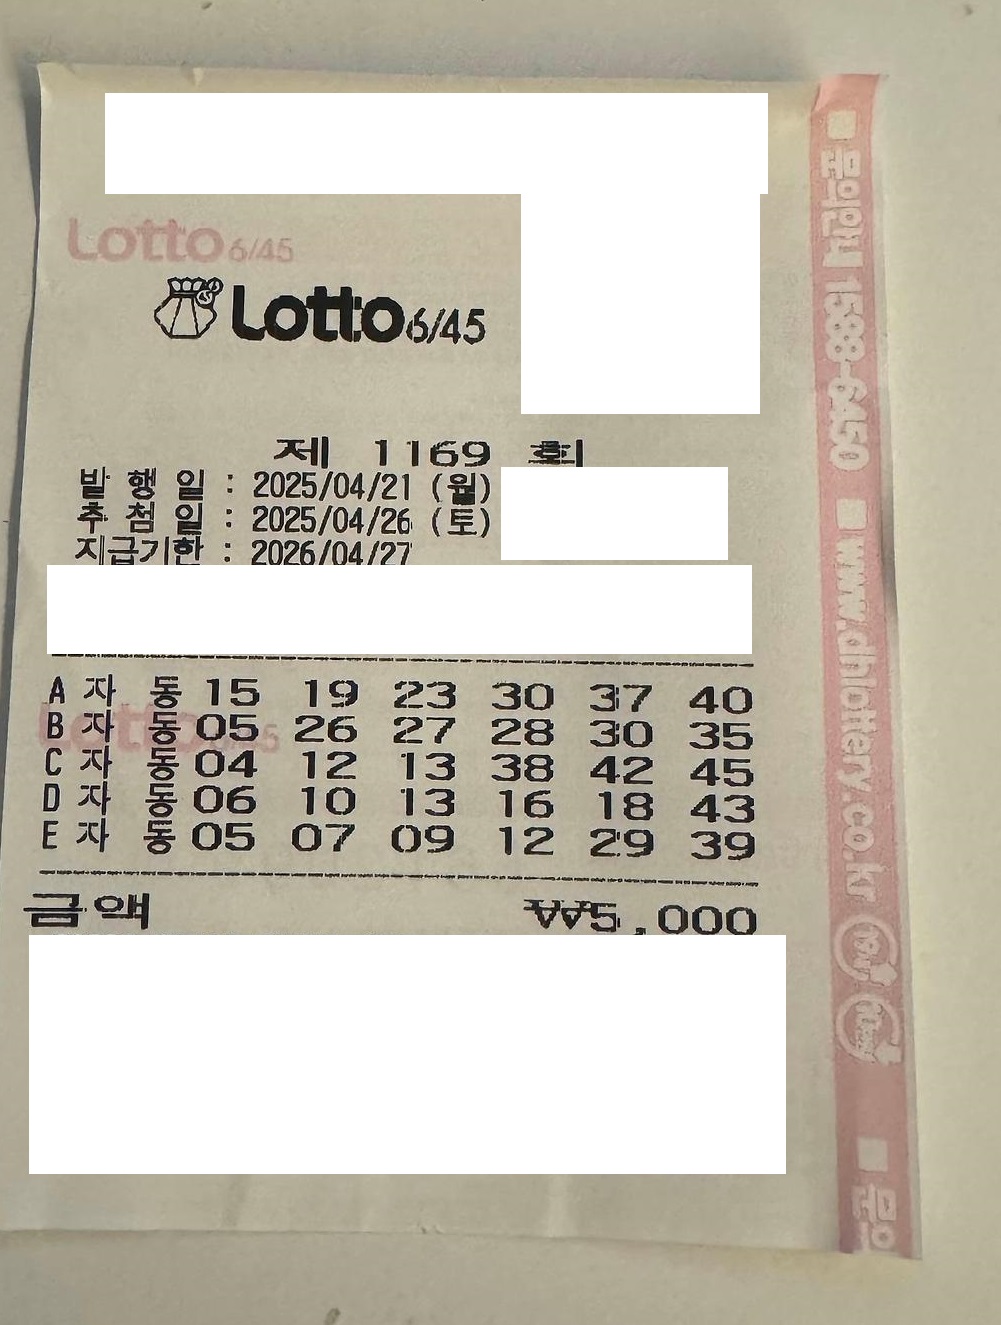 Lotto 6/45
Lotto 6/45
제 1169 회
발 행 일 : 2025/04/21 (월)
추 첨 일 : 2025/04/26 (토)
지급기한 : 2026/04/27
A 자 동 15 19 23 30 37 40
B 자 동 05 26 27 28 30 35
C 자 동 04 12 13 38 42 45
D 자 동 06 10 13 16 18 43
E 자 동 05 07 09 12 29 39
금액 ₩₩5,000
■ 문의안내 1588-6450 ■ www.dhlottery.co.kr